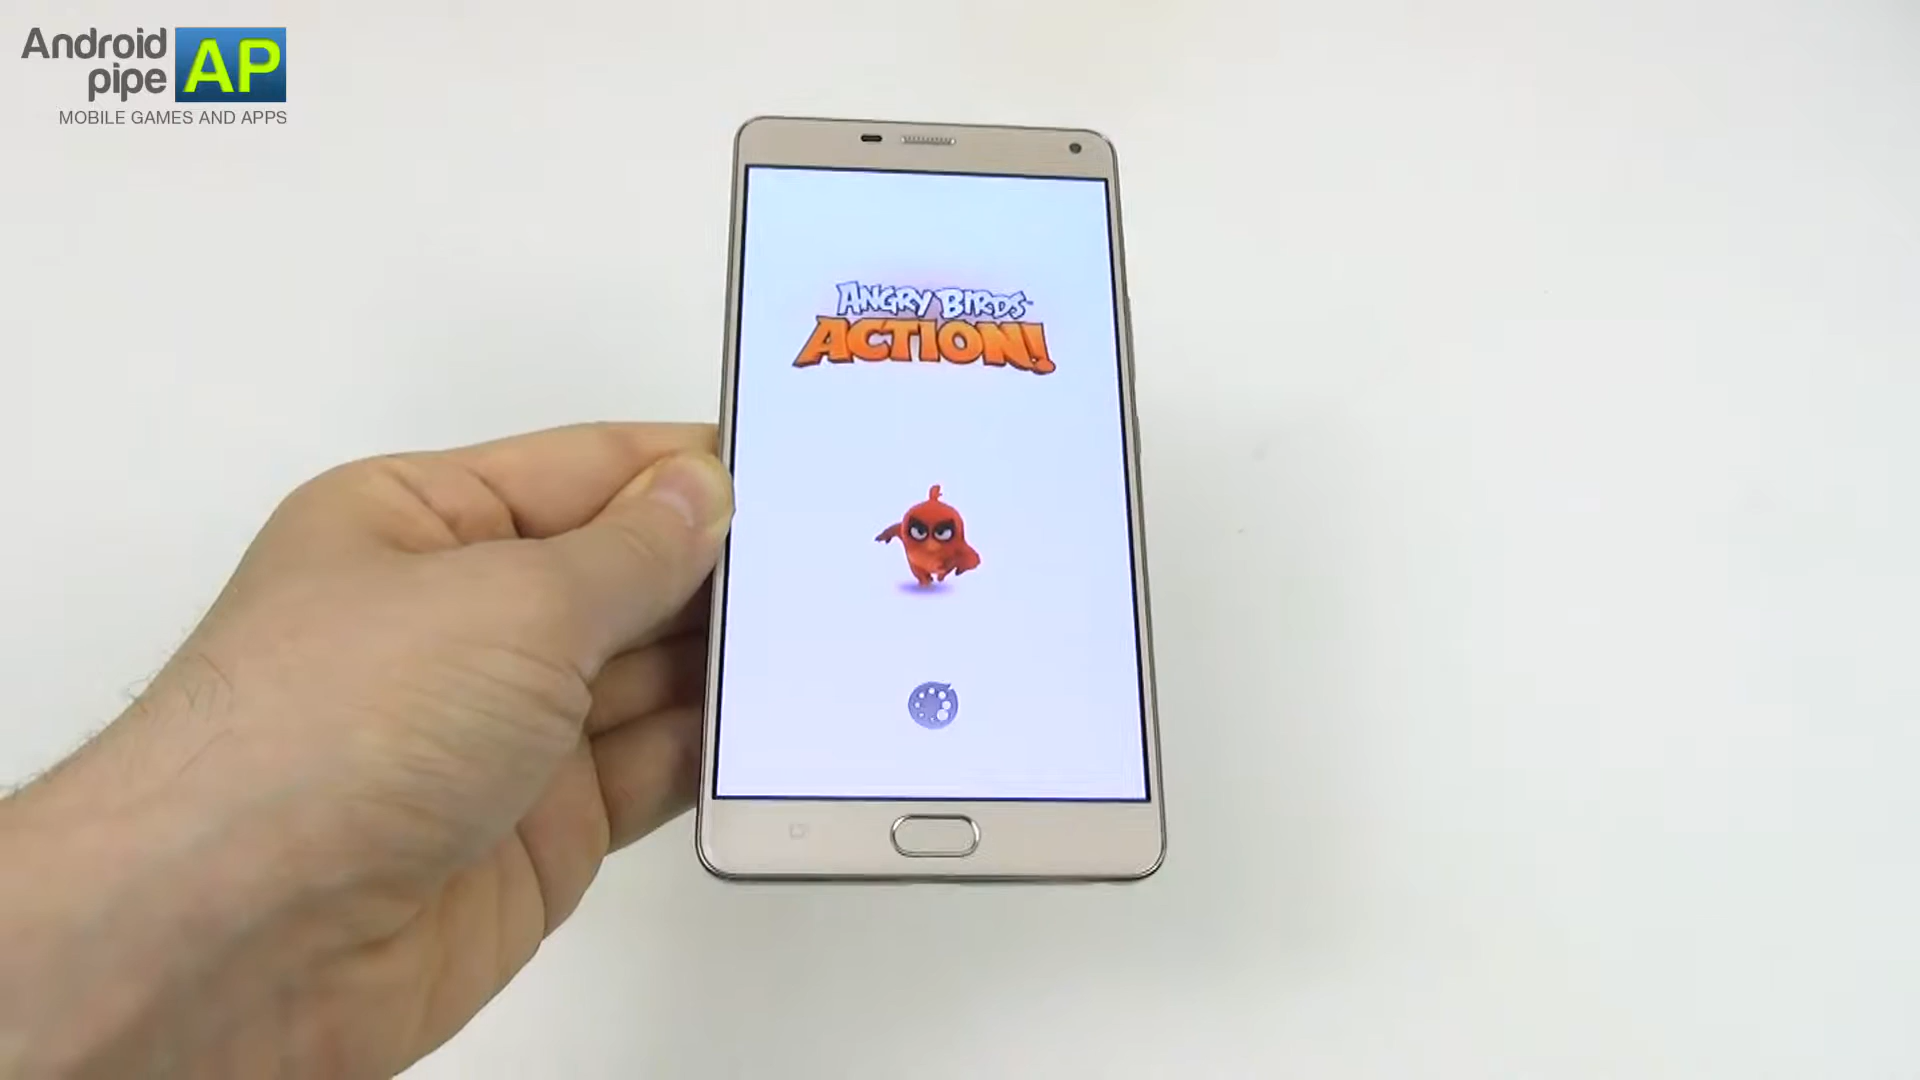 Android
pipe
AP
MOBILE GAMES AND APPS
ANGRY BIRDS
ACTION!